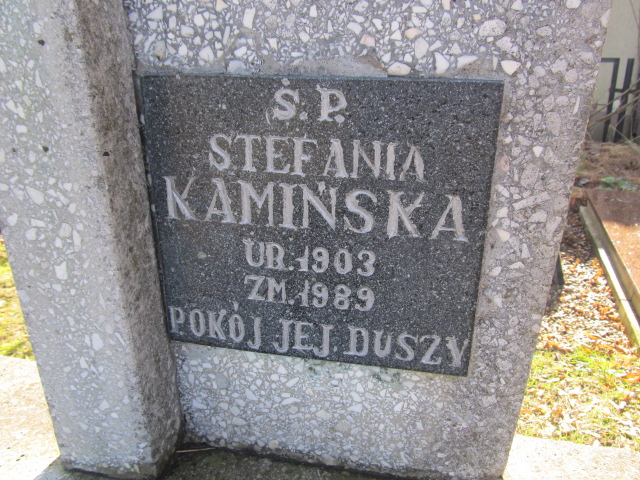 Ś. P.
STEFANIA
KAMIŃSKA
UR. 1903
ZM. 1989
POKÓJ JEJ DUSZY